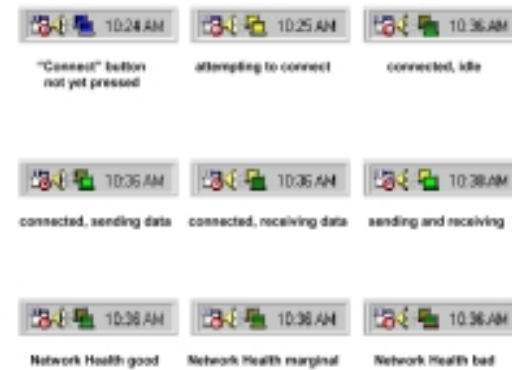 10:24 AM
10:25 AM
10:36 AM
"Connect" button
not yet pressed
attempting to connect
connected, idle
10:36 AM
10:36 AM
10:38 AM
connected, sending data
connected, receiving data
sending and receiving
10:36 AM
10:36 AM
10:36 AM
Network Health good
Network Health marginal
Network Health bad